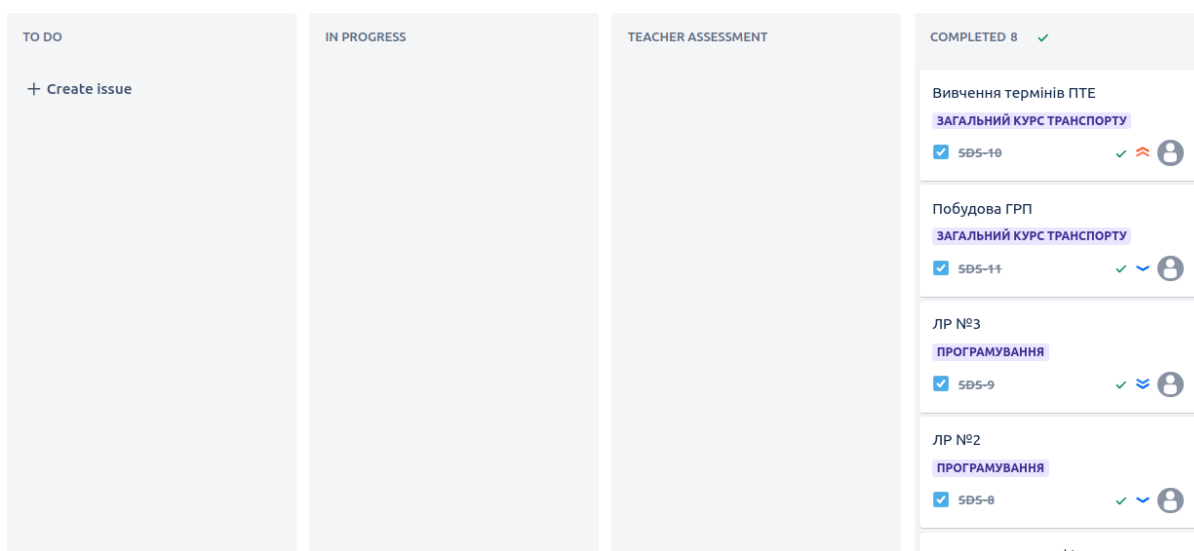 TO DO
+ Create issue
IN PROGRESS
TEACHER ASSESSMENT
COMPLETED 8
Вивчення термінів ПТЕ
ЗАГАЛЬНИЙ КУРС ТРАНСПОРТУ
SDS-10
Побудова ГРП
ЗАГАЛЬНИЙ КУРС ТРАНСПОРТУ
SDS-11
ЛР №3
ПРОГРАМУВАННЯ
SDS-9
ЛР №2
ПРОГРАМУВАННЯ
SDS-8